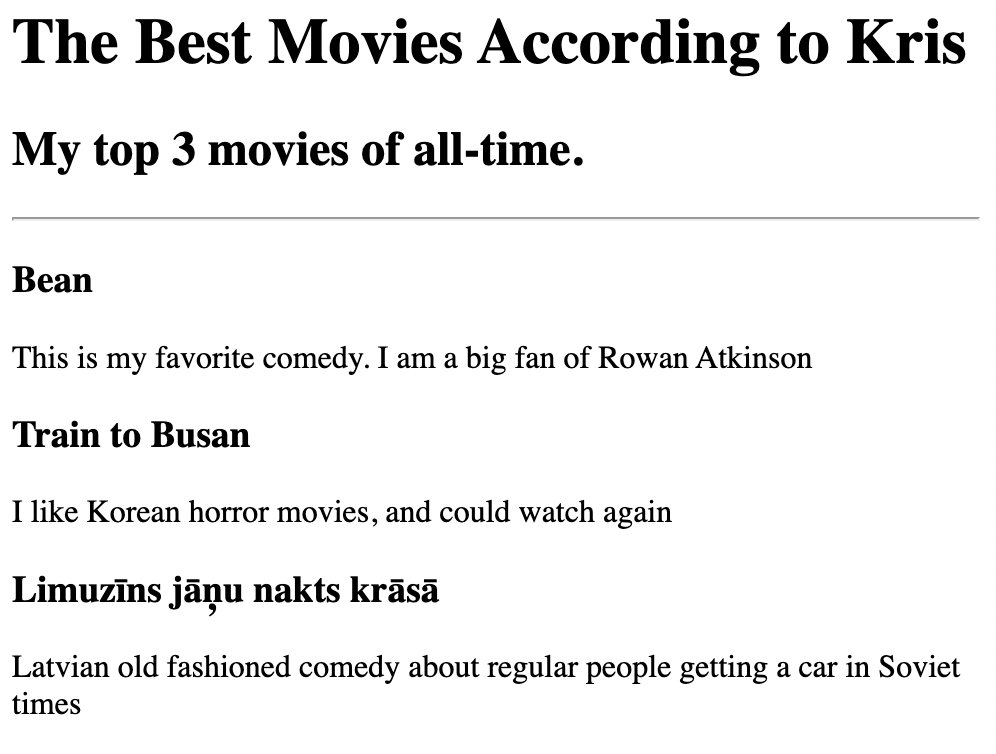 The Best Movies According to Kris
My top 3 movies of all-time.
Bean
This is my favorite comedy. I am a big fan of Rowan Atkinson
Train to Busan
I like Korean horror movies, and could watch again
Limuzīns jāņu nakts krāsā
Latvian old fashioned comedy about regular people getting a car in Soviet
times